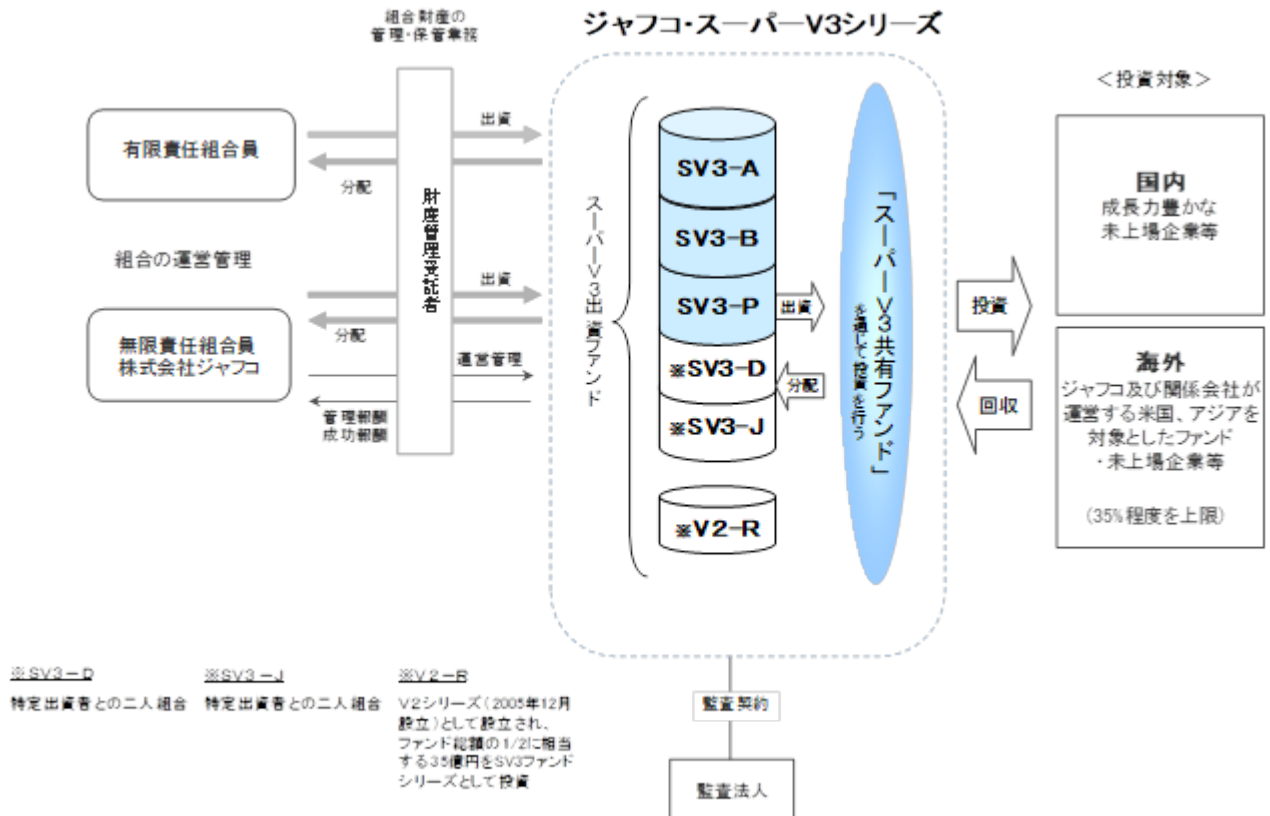 組合財産の
管理・保管業務
ジャフコ・スーパーV3シリーズ
＜投資対象＞
有限責任組合員
出資
分配
組合の運営管理
無限責任組合員
株式会社ジャフコ
出資
分配
運営管理
管理報酬
成功報酬
財産管理受託者
スーパーV3出資ファンド
SV3-A
SV3-B
SV3-P
※SV3-D
※SV3-J
※V2-R
出資
分配
「スーパーV3共有ファンド」
を通じて投資を行う
投資
回収
国内
成長力豊かな
未上場企業等
海外
ジャフコ及び関係会社が
運営する米国、アジアを
対象としたファンド
・未上場企業等
（35%程度を上限）
※SV3－D
特定出資者との二人組合
※SV3－J
特定出資者との二人組合
※V2－R
V2シリーズ（2005年12月
設立）として設立され、
ファンド総額の1/2に相当
する35億円をSV3ファンド
シリーズとして投資
監査契約
監査法人